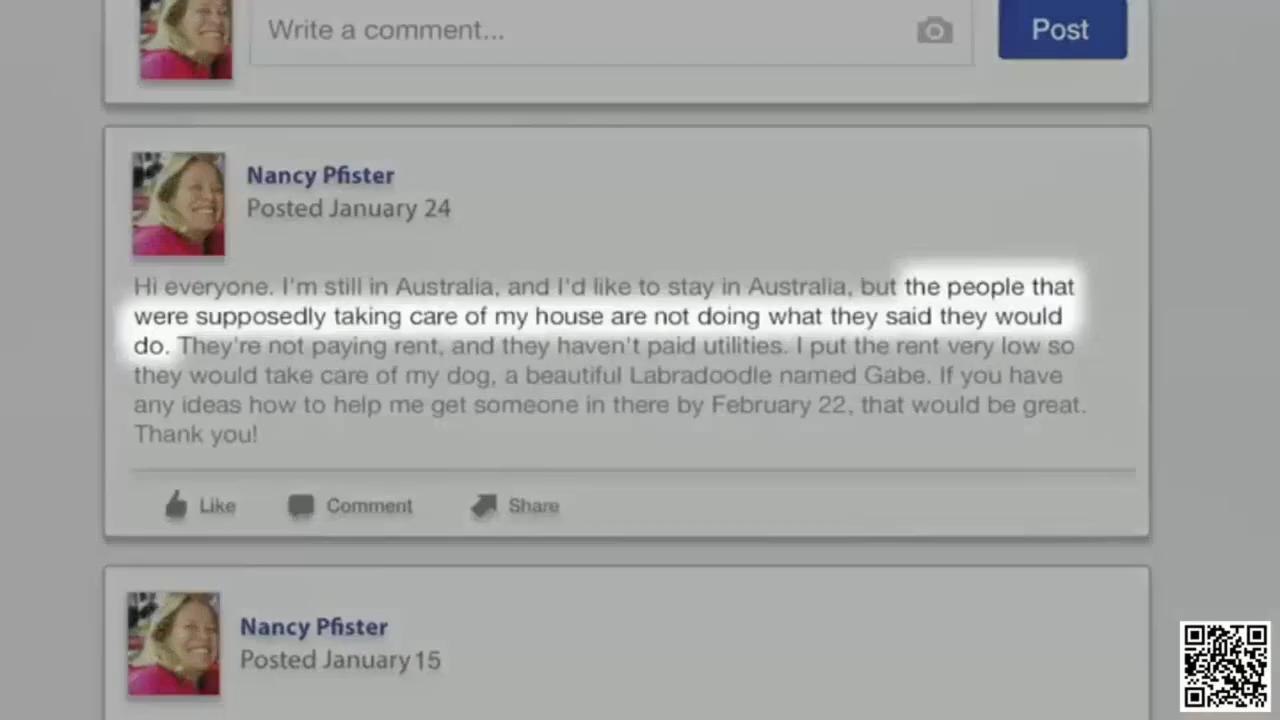 Write a comment...
Post
Nancy Pfister
Posted January 24
Hi everyone. I'm still in Australia, and I'd like to stay in Australia, but the people that
were supposedly taking care of my house are not doing what they said they would
do. They're not paying rent, and they haven't paid utilities. I put the rent very low so
they would take care of my dog, a beautiful Labradoodle named Gabe. If you have
any ideas how to help me get someone in there by February 22, that would be great.
Thank you!
Like
Comment
Share
Nancy Pfister
Posted January 15